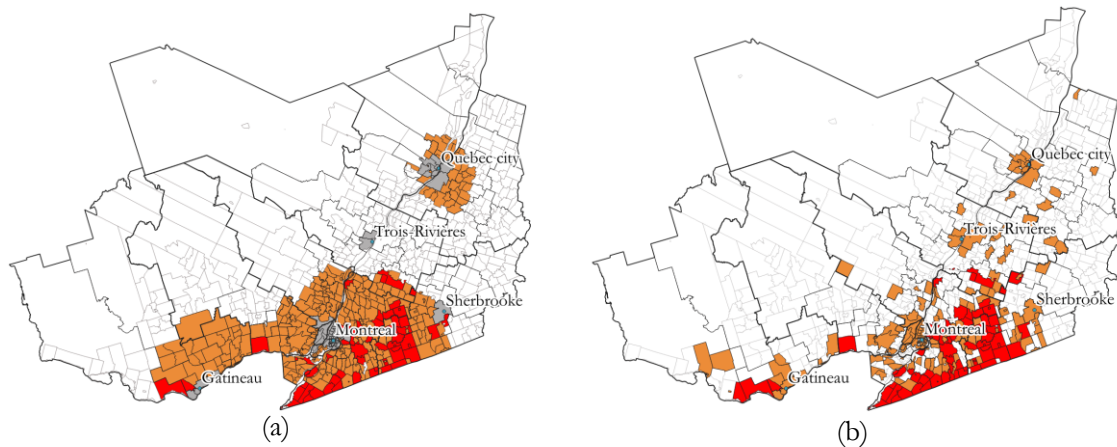 Quebec city
Trois-Rivières
Sherbrooke
Montreal
Gatineau
(a)
Quebec city
Trois-Rivières
Sherbrooke
Montreal
Gatineau
(b)